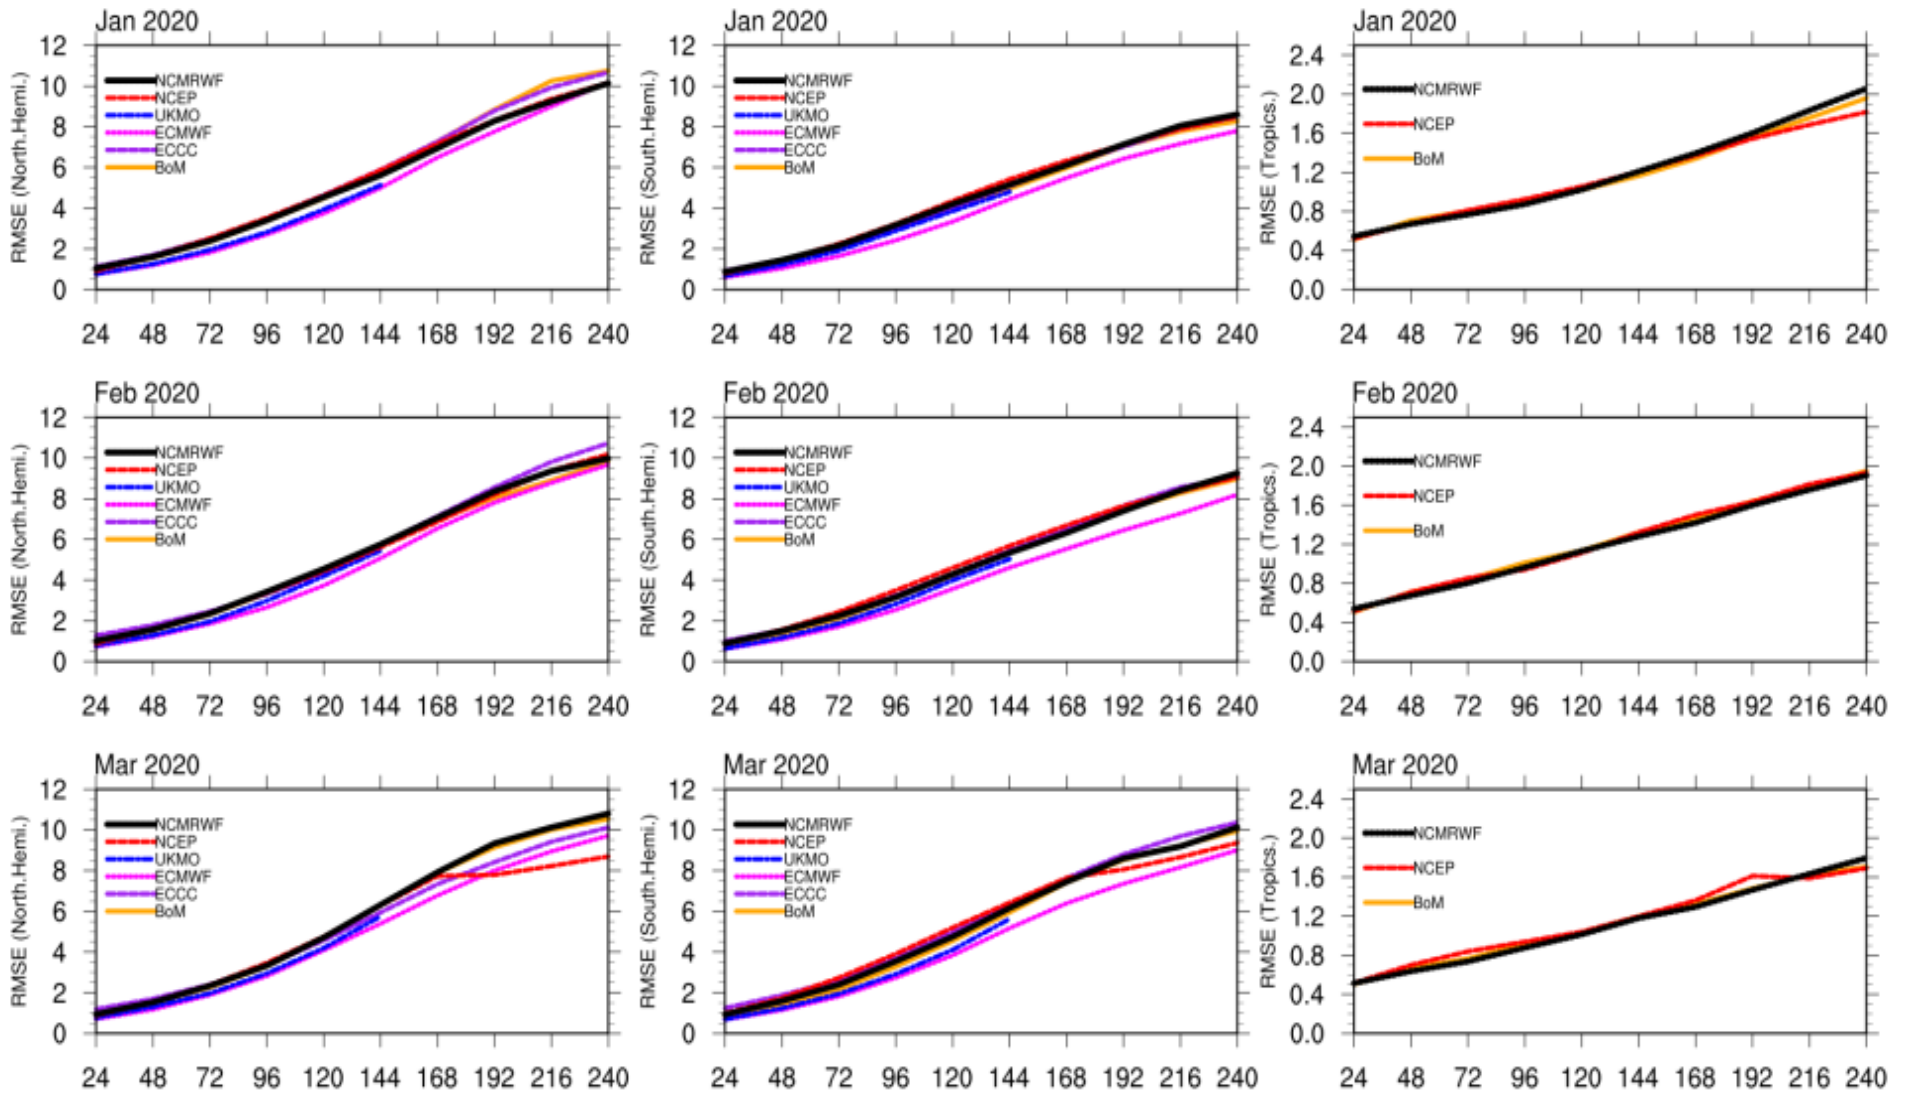 Jan 2020
RMSE (North.Hemi.)
12
10
8
6
4
2
0
NCMRWF
NCEP
UKMO
ECMWF
ECCC
BoM
24 48 72 96 120 144 168 192 216 240
Jan 2020
RMSE (South.Hemi.)
12
10
8
6
4
2
0
NCMRWF
NCEP
UKMO
ECMWF
ECCC
BoM
24 48 72 96 120 144 168 192 216 240
Jan 2020
RMSE (Tropics.)
2.4
2.0
1.6
1.2
0.8
0.4
0.0
NCMRWF
NCEP
BoM
24 48 72 96 120 144 168 192 216 240
Feb 2020
RMSE (North.Hemi.)
12
10
8
6
4
2
0
NCMRWF
NCEP
UKMO
ECMWF
ECCC
BoM
24 48 72 96 120 144 168 192 216 240
Feb 2020
RMSE (South.Hemi.)
12
10
8
6
4
2
0
NCMRWF
NCEP
UKMO
ECMWF
ECCC
BoM
24 48 72 96 120 144 168 192 216 240
Feb 2020
RMSE (Tropics.)
2.4
2.0
1.6
1.2
0.8
0.4
0.0
NCMRWF
NCEP
BoM
24 48 72 96 120 144 168 192 216 240
Mar 2020
RMSE (North.Hemi.)
12
10
8
6
4
2
0
NCMRWF
NCEP
UKMO
ECMWF
ECCC
BoM
24 48 72 96 120 144 168 192 216 240
Mar 2020
RMSE (South.Hemi.)
12
10
8
6
4
2
0
NCMRWF
NCEP
UKMO
ECMWF
ECCC
BoM
24 48 72 96 120 144 168 192 216 240
Mar 2020
RMSE (Tropics.)
2.4
2.0
1.6
1.2
0.8
0.4
0.0
NCMRWF
NCEP
BoM
24 48 72 96 120 144 168 192 216 240